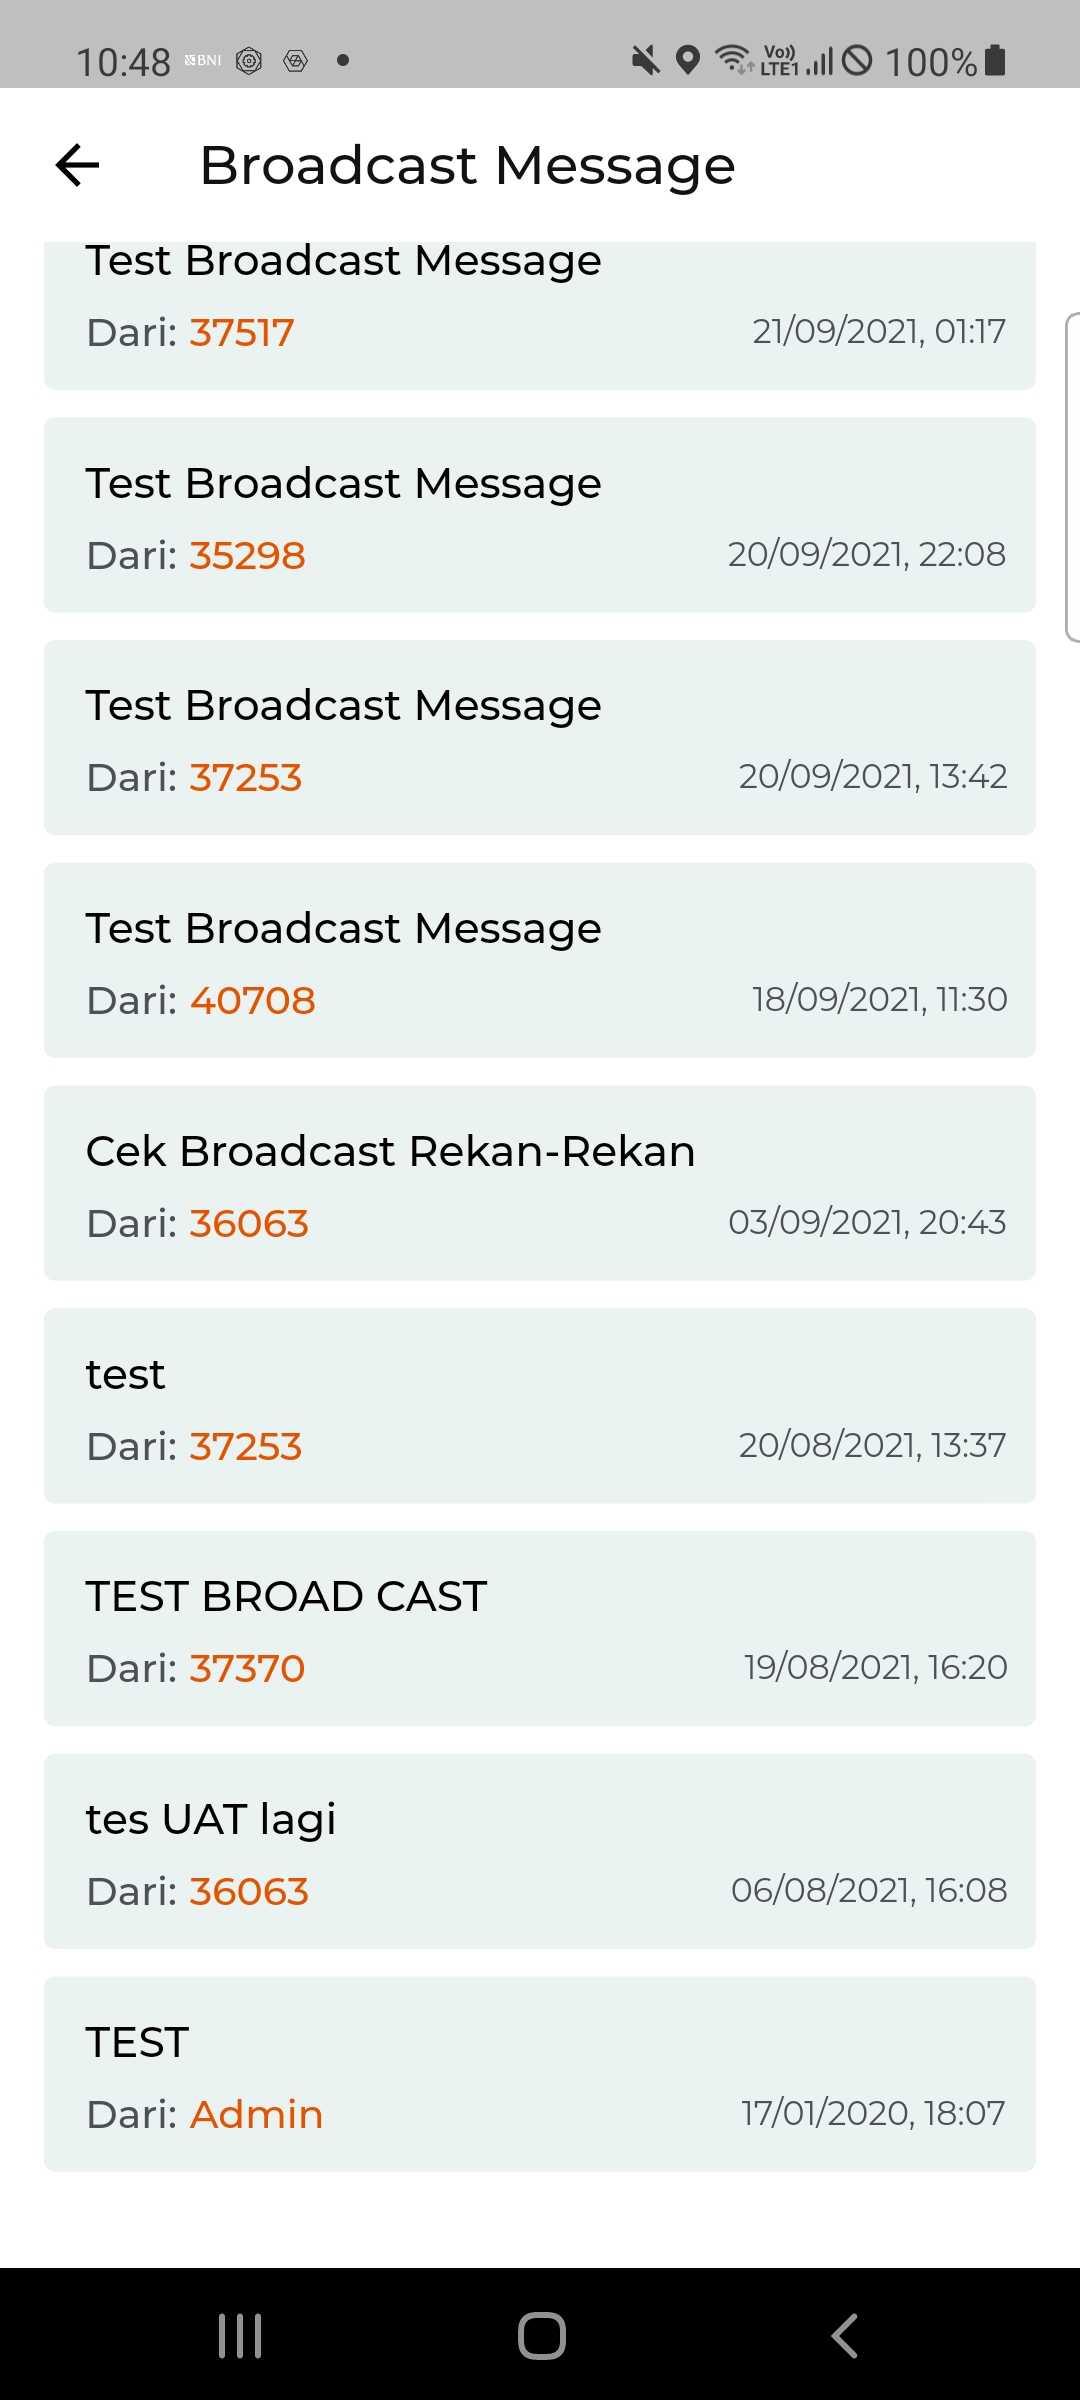 10:48 BNI Vo)) LTE1 100%
Broadcast Message
Test Broadcast Message
Dari: 37517 21/09/2021, 01:17
Test Broadcast Message
Dari: 35298 20/09/2021, 22:08
Test Broadcast Message
Dari: 37253 20/09/2021, 13:42
Test Broadcast Message
Dari: 40708 18/09/2021, 11:30
Cek Broadcast Rekan-Rekan
Dari: 36063 03/09/2021, 20:43
test
Dari: 37253 20/08/2021, 13:37
TEST BROAD CAST
Dari: 37370 19/08/2021, 16:20
tes UAT lagi
Dari: 36063 06/08/2021, 16:08
TEST
Dari: Admin 17/01/2020, 18:07